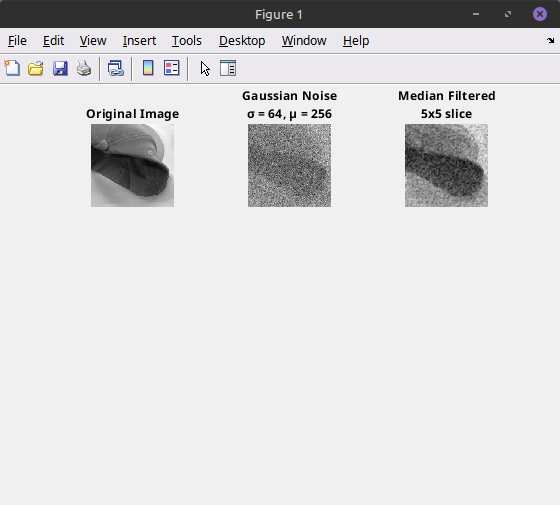 Figure 1
File Edit View Insert Tools Desktop Window Help
Original Image
Gaussian Noise
σ = 64, μ = 256
Median Filtered
5x5 slice